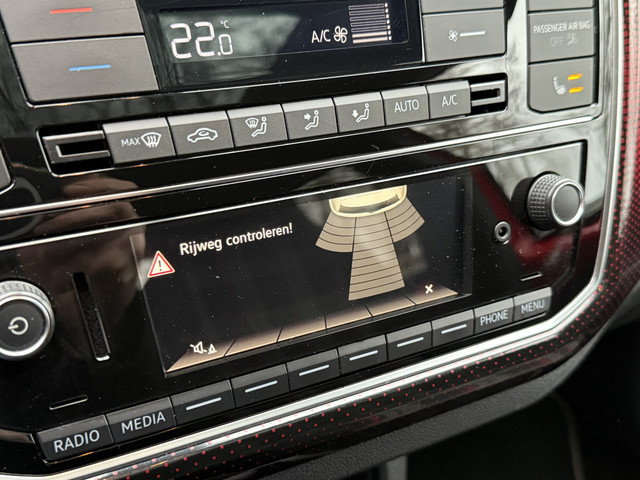 22.0 °C
A/C
PASSENGER AIR BAG
OFF
MAX
AUTO
A/C
Rijweg controleren!
RADIO
MEDIA
PHONE
MENU